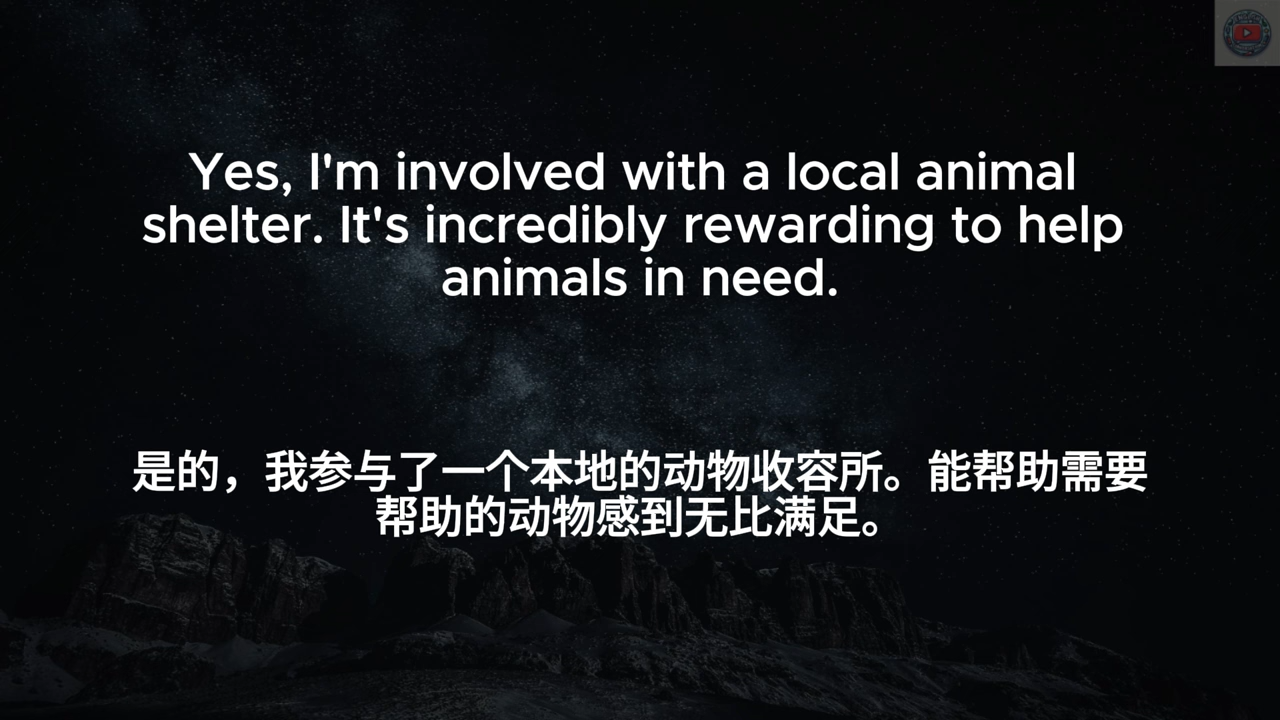 Yes, I'm involved with a local animal
shelter. It's incredibly rewarding to help
animals in need.
是的，我参与了一个本地的动物收容所。能帮助需要
帮助的动物感到无比满足。